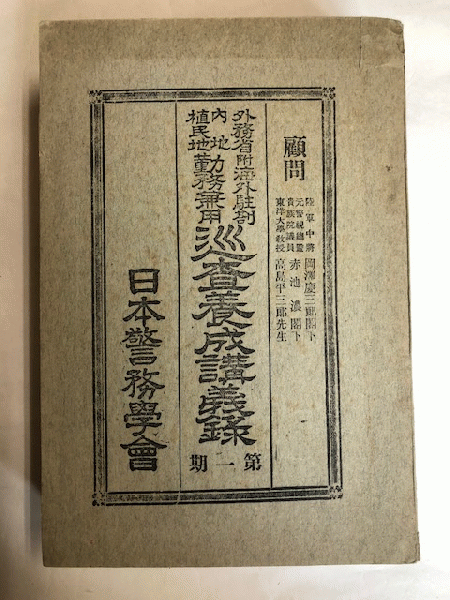 顧問
陸軍中將 岡澤慶三郎閣下
元警視總監
貴族院議員 赤池濃閣下
東洋大學教授 高島平三郎先生
外務省附海外駐剳
內地
植民地
勤務兼用
巡查養成講義錄
第一期
日本警務學會